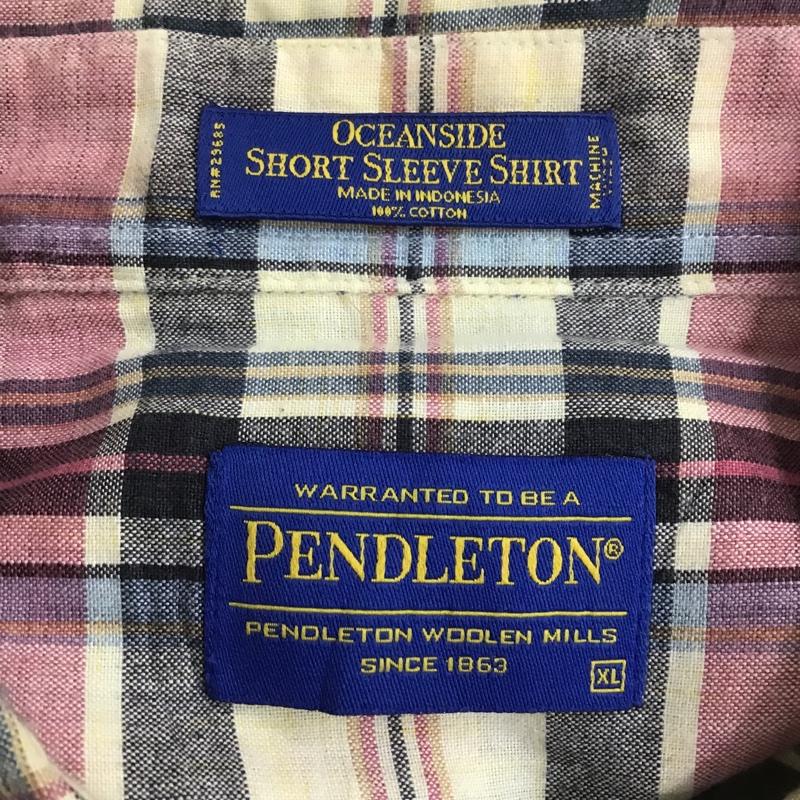 OCEANSIDE
SHORT SLEEVE SHIRT
MADE IN INDONESIA
100% COTTON
RN#29685
MACHINE
WARRANTED TO BE A
PENDLETON®
PENDLETON WOOLEN MILLS
SINCE 1863
XL